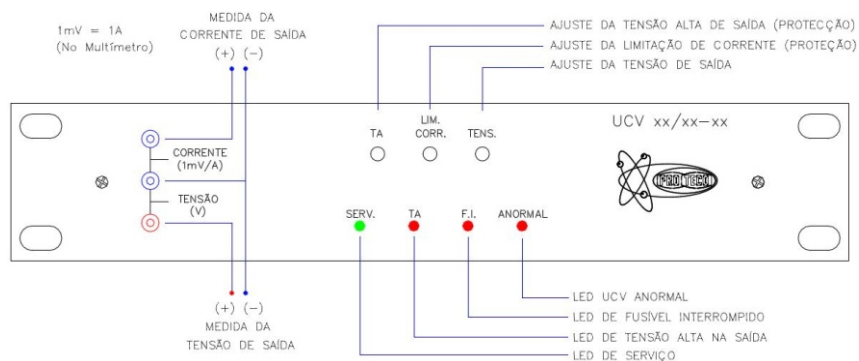 1mV = 1A
(No Multímetro)
MEDIDA DA
CORRENTE DE SAÍDA
(+) (-)
AJUSTE DA TENSÃO ALTA DE SAÍDA (PROTECÇÃO)
AJUSTE DA LIMITAÇÃO DE CORRENTE (PROTEÇÃO)
AJUSTE DA TENSÃO DE SAÍDA
TA
LIM.
CORR.
TENS.
UCV xx/xx-xx
CORRENTE
(1mV/A)
TENSÃO
(V)
PROTECO
SERV.
TA
F.I.
ANORMAL
(+) (-)
MEDIDA DA
TENSÃO DE SAÍDA
LED UCV ANORMAL
LED DE FUSÍVEL INTERROMPIDO
LED DE TENSÃO ALTA NA SAÍDA
LED DE SERVIÇO